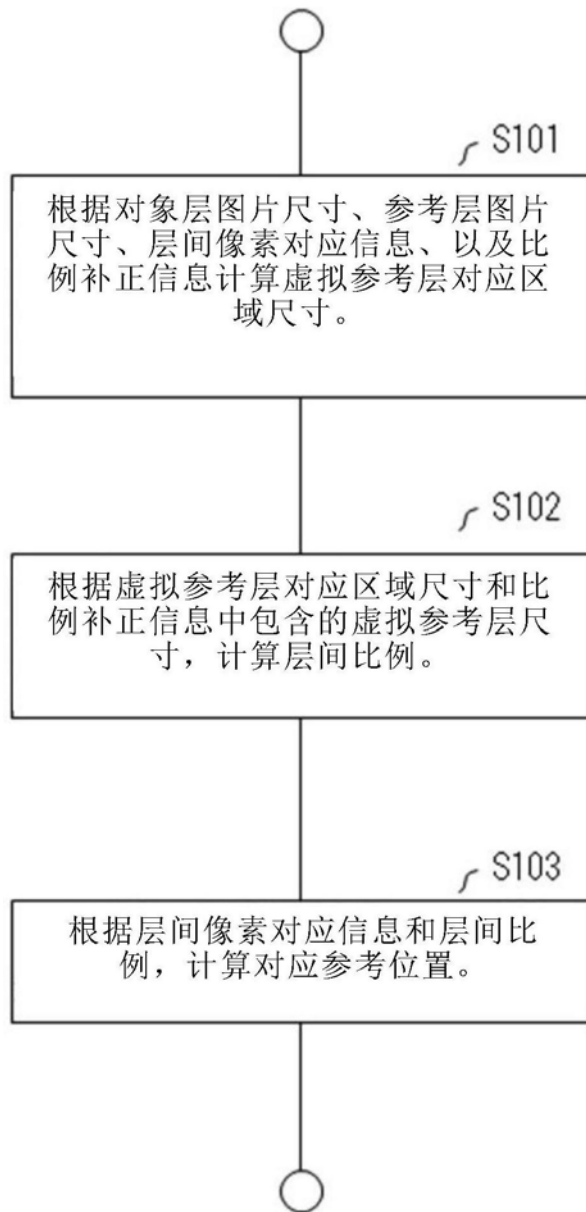 S101
根据对象层图片尺寸、参考层图片
尺寸、层间像素对应信息、以及比
例补正信息计算虚拟参考层对应区
域尺寸。
S102
根据虚拟参考层对应区域尺寸和比
例补正信息中包含的虚拟参考层尺
寸，计算层间比例。
S103
根据层间像素对应信息和层间比
例，计算对应参考位置。